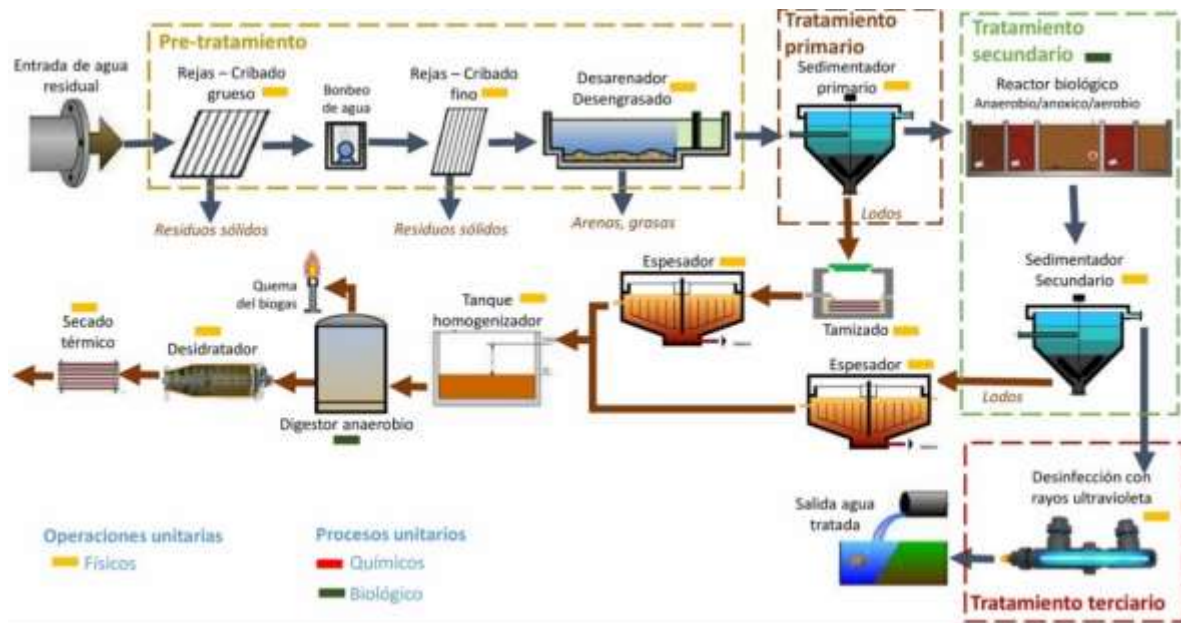 Pre-tratamiento
Tratamiento
primario
Tratamiento
secundario
Entrada de agua
residual
Rejas – Cribado
grueso
Bonbeo
de agua
Rejas – Cribado
fino
Desarenador
Desengrasado
Sedimentador
primario
Reactor biológico
Anaerobio/anoxico/aerobio
Residuos sólidos
Residuos sólidos
Arenas, grasas
Lodos
Espesador
Sedimentador
Secundario
Quema
del biogas
Tanque
homogenizador
Tamizado
Secado
térmico
Desidratador
Espesador
Lodos
Digestor anaerobio
Desinfección con
rayos ultravioleta
Salida agua
tratada
Operaciones unitarias
Físicos
Procesos unitarios
Químicos
Biológico
Tratamiento terciario